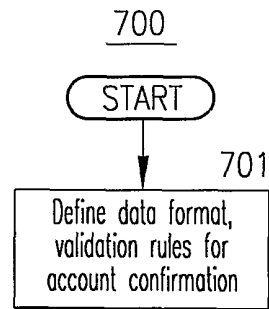 700
START
701
Define data format,
validation rules for
account confirmation